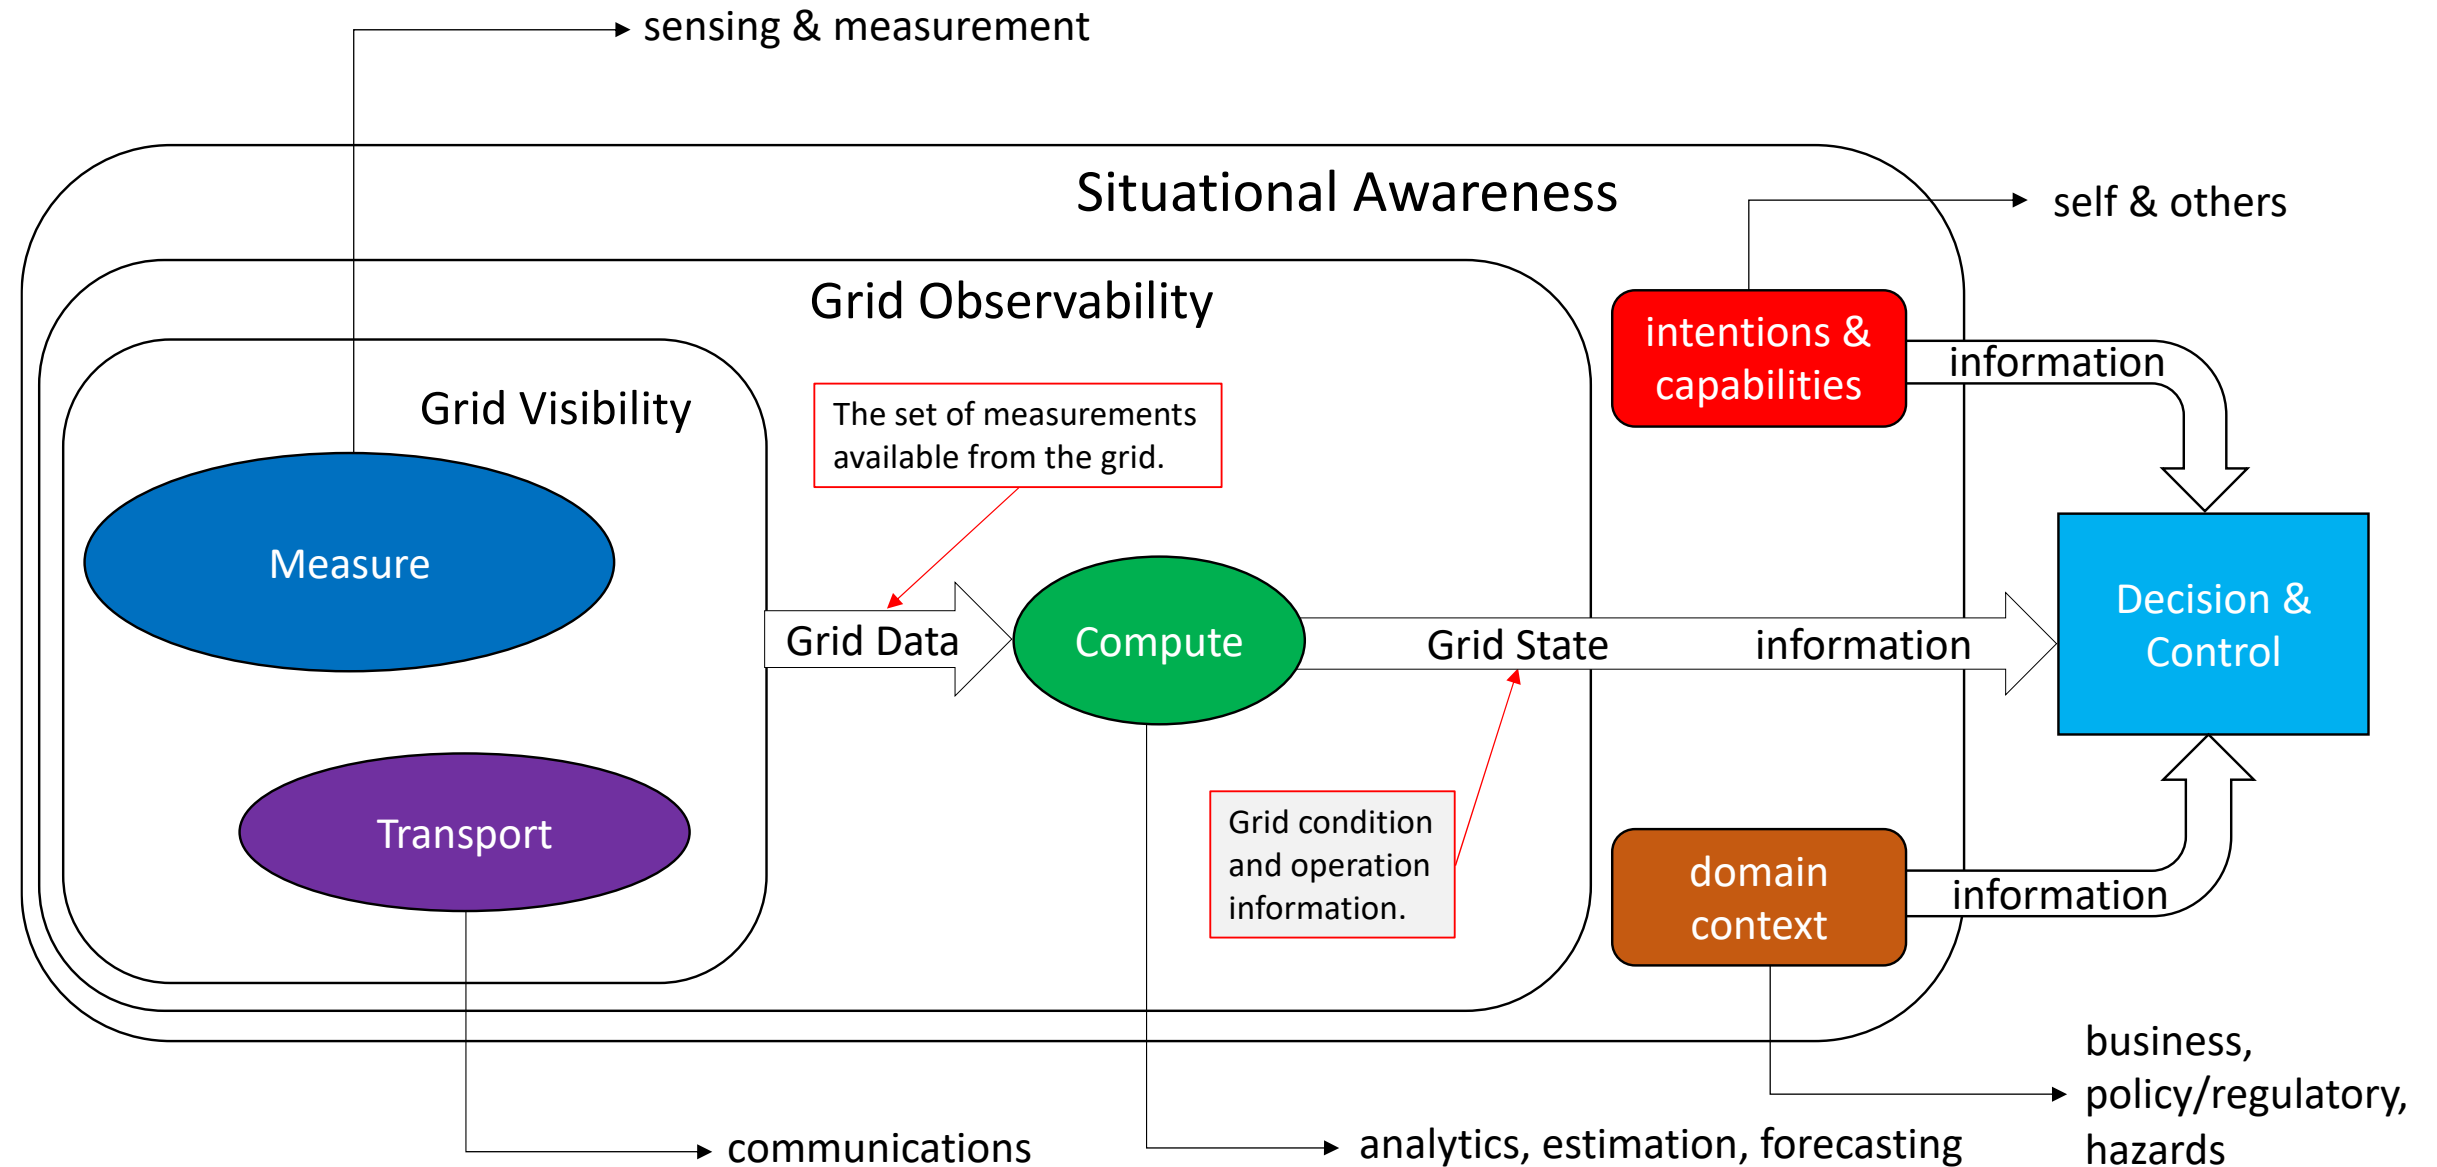 sensing & measurement
Situational Awareness
self & others
Grid Observability
intentions &
capabilities
information
Grid Visibility
The set of measurements
available from the grid.
Measure
Grid Data
Compute
Grid State
information
Decision &
Control
Transport
Grid condition
and operation
information.
domain
context
information
business,
policy/regulatory,
hazards
communications
analytics, estimation, forecasting